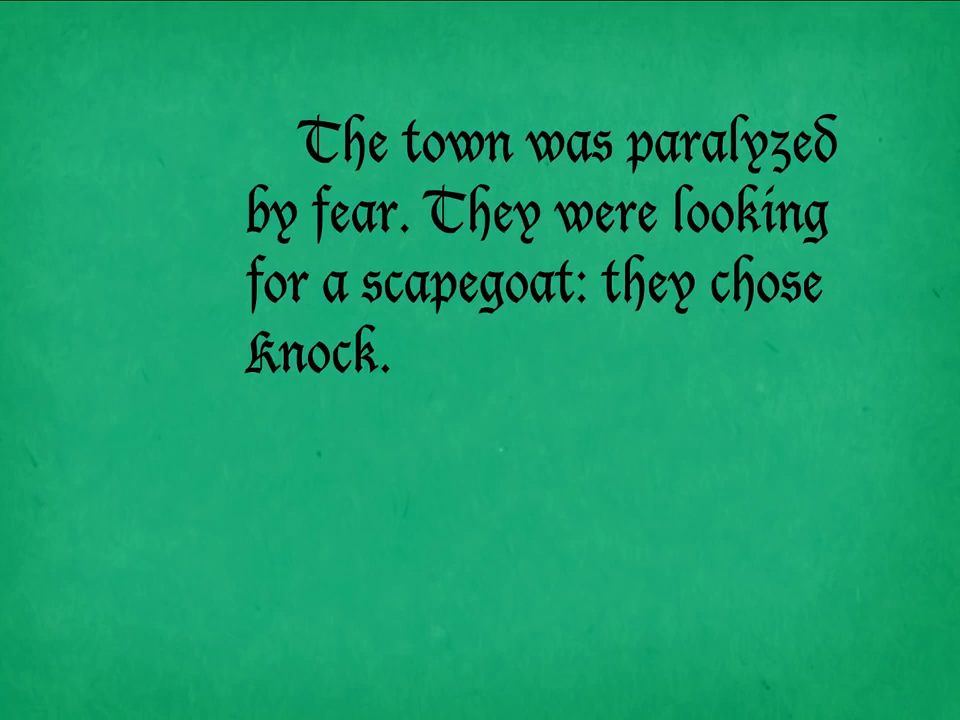 The town was paralyzed
by fear. They were looking
for a scapegoat: they chose
Knock.